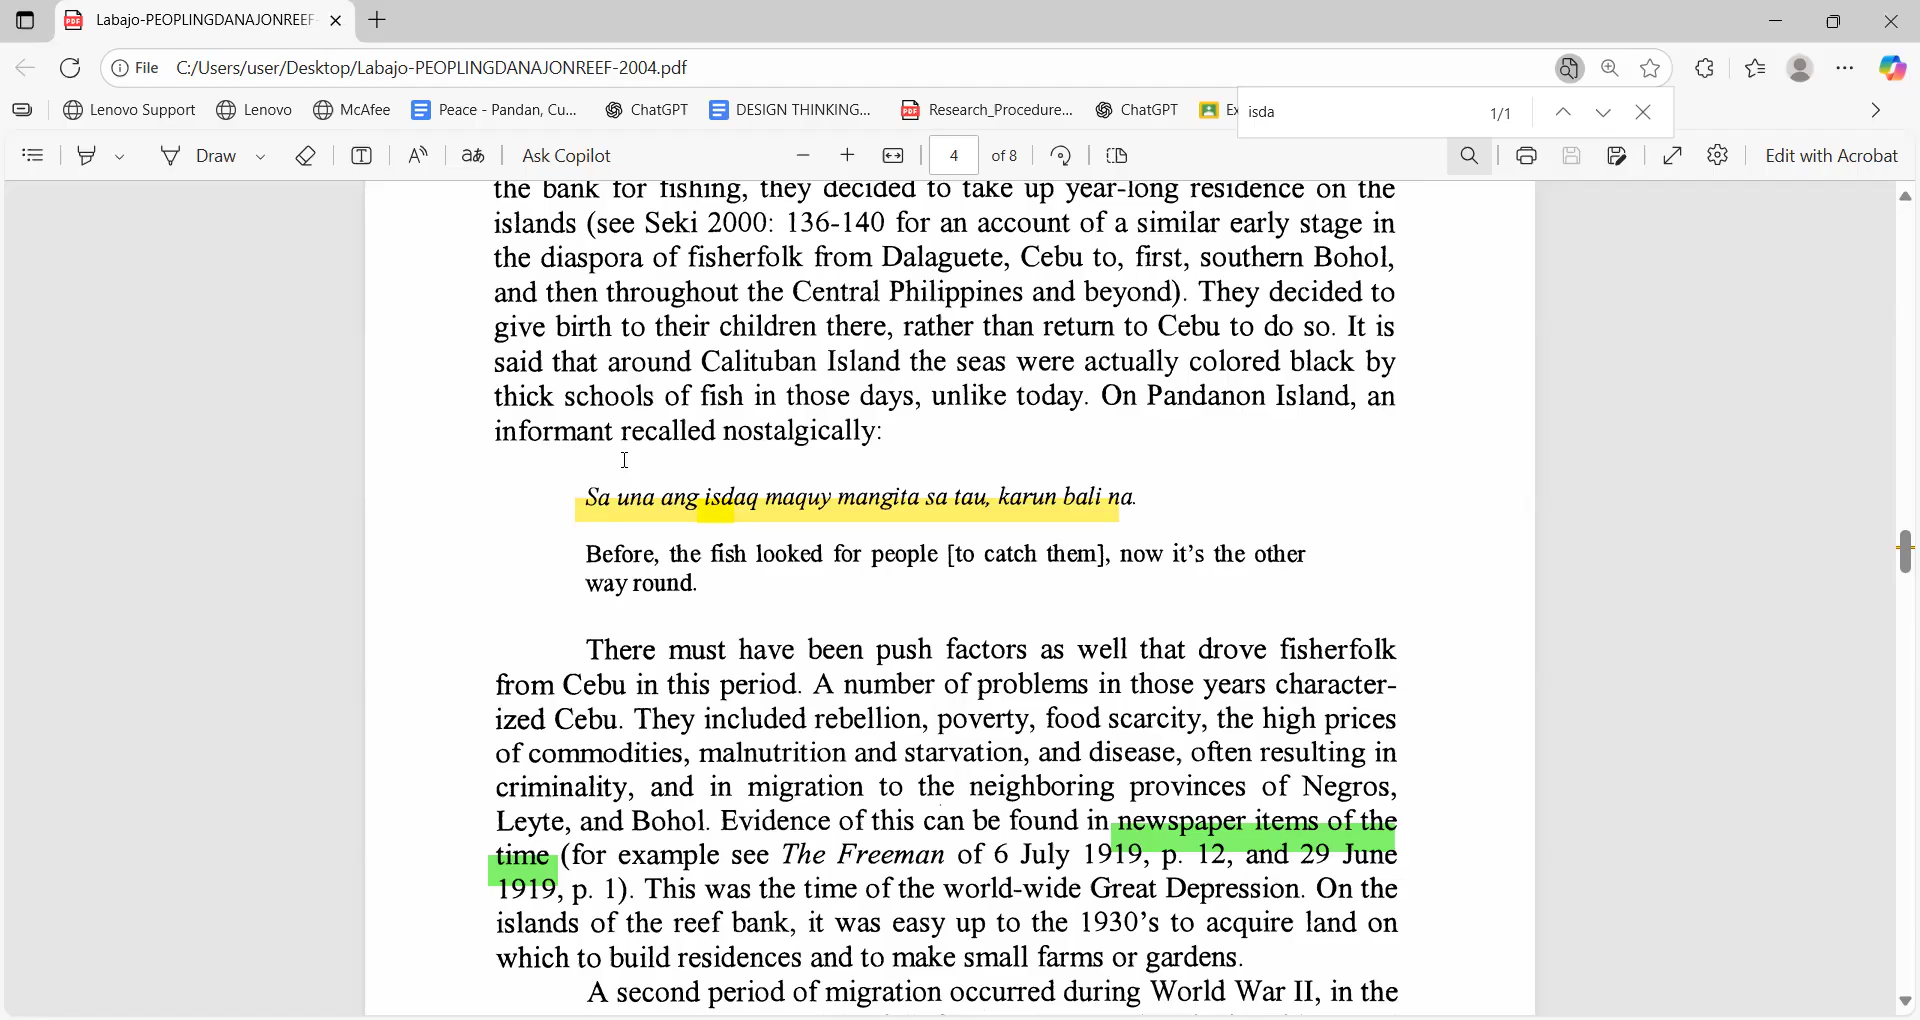 Labajo-PEOPLINGDANAJONREEF-
File C:/Users/user/Desktop/Labajo-PEOPLINGDANAJONREEF-2004.pdf
Lenovo Support Lenovo McAfee Peace - Pandan, Cu... ChatGPT DESIGN THINKING... Research_Procedure... ChatGPT Ex
isda 1/1
Draw Ask Copilot 4 of 8 Edit with Acrobat
the bank for fishing, they decided to take up year-long residence on the
islands (see Seki 2000: 136-140 for an account of a similar early stage in
the diaspora of fisherfolk from Dalaguete, Cebu to, first, southern Bohol,
and then throughout the Central Philippines and beyond). They decided to
give birth to their children there, rather than return to Cebu to do so. It is
said that around Calituban Island the seas were actually colored black by
thick schools of fish in those days, unlike today. On Pandanon Island, an
informant recalled nostalgically:
Sa una ang isdaq maquy mangita sa tau, karun bali na.
Before, the fish looked for people [to catch them], now it's the other
way round.
There must have been push factors as well that drove fisherfolk
from Cebu in this period. A number of problems in those years character-
ized Cebu. They included rebellion, poverty, food scarcity, the high prices
of commodities, malnutrition and starvation, and disease, often resulting in
criminality, and in migration to the neighboring provinces of Negros,
Leyte, and Bohol. Evidence of this can be found in newspaper items of the
time (for example see The Freeman of 6 July 1919, p. 12, and 29 June
1919, p. 1). This was the time of the world-wide Great Depression. On the
islands of the reef bank, it was easy up to the 1930's to acquire land on
which to build residences and to make small farms or gardens.
A second period of migration occurred during World War II, in the